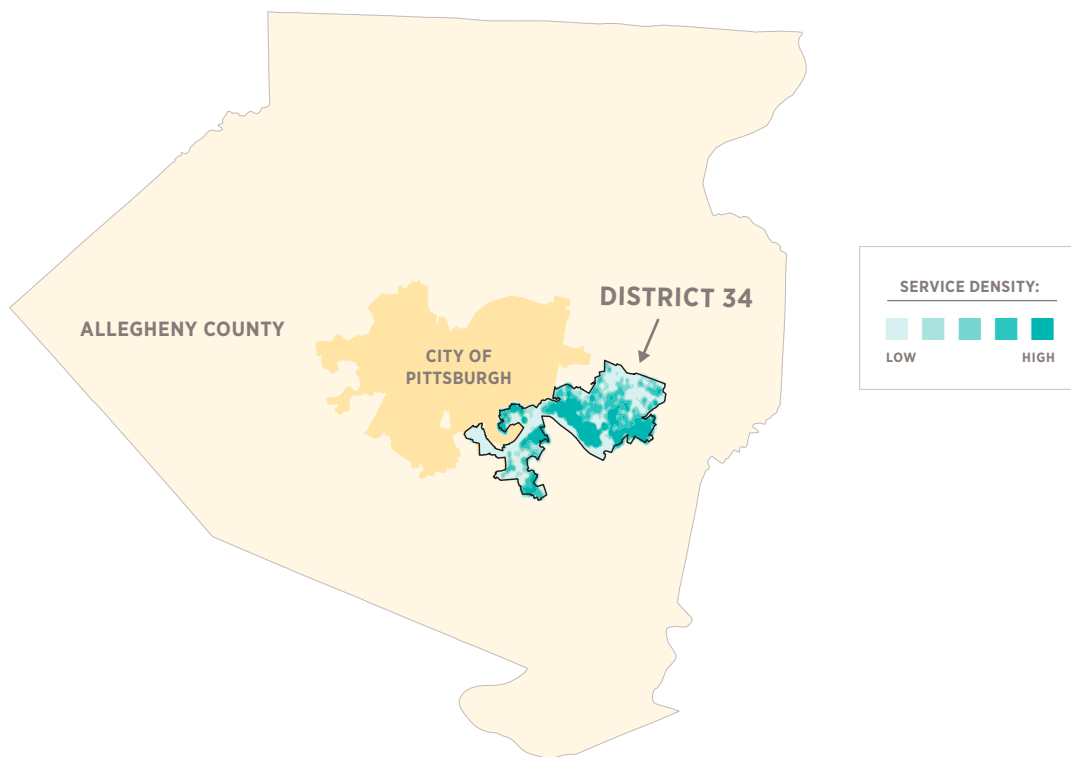 DISTRICT 34
ALLEGHENY COUNTY
CITY OF
PITTSBURGH
SERVICE DENSITY:
LOW
HIGH